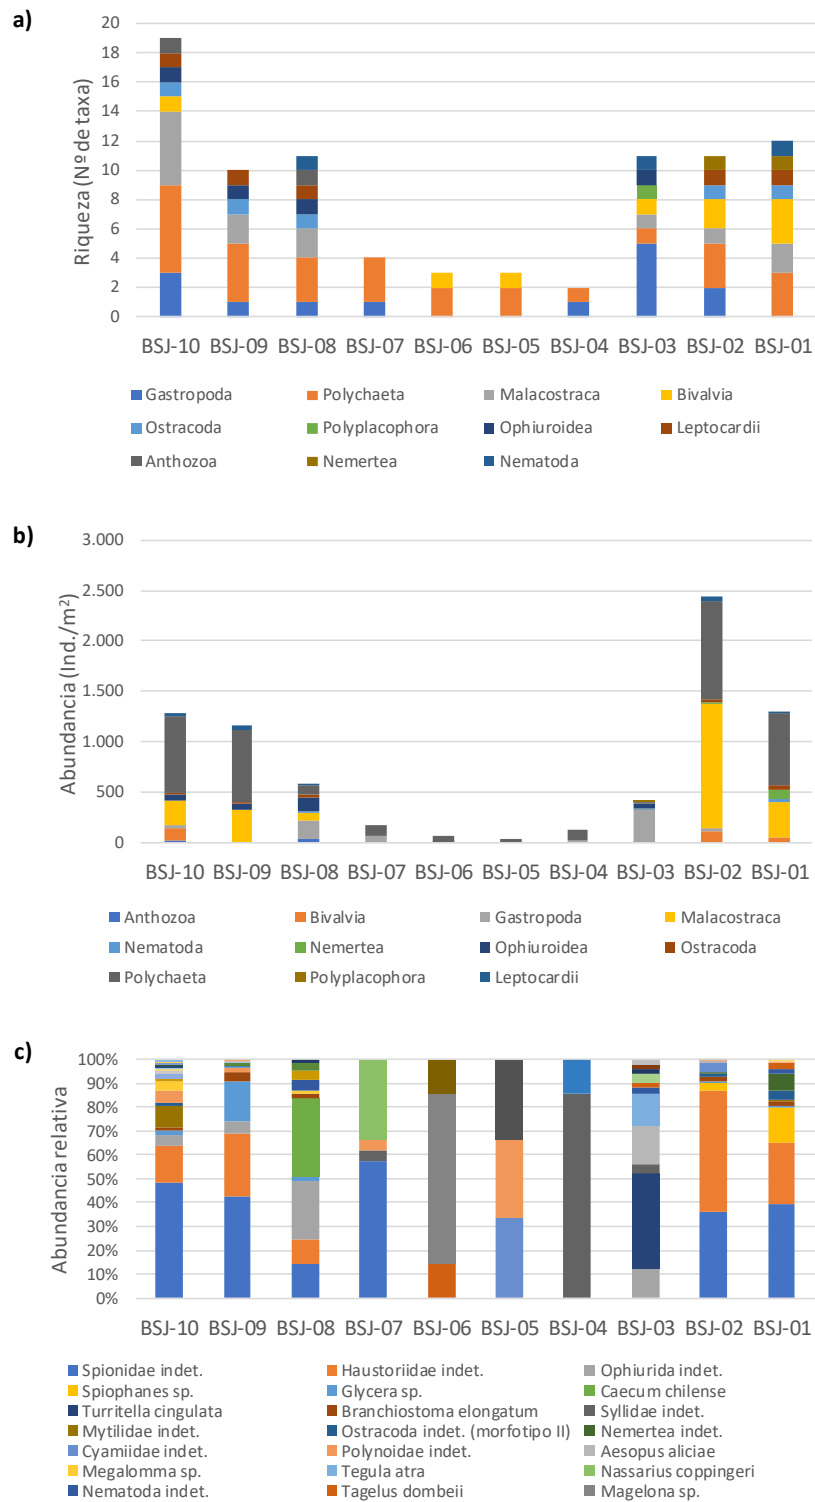 a)
Riqueza (Nº de taxa)
20
18
16
14
12
10
8
6
4
2
0
BSJ-10 BSJ-09 BSJ-08 BSJ-07 BSJ-06 BSJ-05 BSJ-04 BSJ-03 BSJ-02 BSJ-01
Gastropoda Polychaeta Malacostraca Bivalvia
Ostracoda Polyplacophora Ophiuroidea Leptocardii
Anthozoa Nemertea Nematoda
b)
Abundancia (Ind./m²)
3.000
2.500
2.000
1.500
1.000
500
0
BSJ-10 BSJ-09 BSJ-08 BSJ-07 BSJ-06 BSJ-05 BSJ-04 BSJ-03 BSJ-02 BSJ-01
Anthozoa Bivalvia Gastropoda Malacostraca
Nematoda Nemertea Ophiuroidea Ostracoda
Polychaeta Polyplacophora Leptocardii
c)
Abundancia relativa
100%
90%
80%
70%
60%
50%
40%
30%
20%
10%
0%
BSJ-10 BSJ-09 BSJ-08 BSJ-07 BSJ-06 BSJ-05 BSJ-04 BSJ-03 BSJ-02 BSJ-01
Spionidae indet. Haustoriidae indet. Ophiurida indet.
Spiophanes sp. Glycera sp. Caecum chilense
Turritella cingulata Branchiostoma elongatum Syllidae indet.
Mytilidae indet. Ostracoda indet. (morfotipo II) Nemertea indet.
Cyamiidae indet. Polynoidae indet. Aesopus aliciae
Megalomma sp. Tegula atra Nassarius coppingeri
Nematoda indet. Tagelus dombeii Magelona sp.